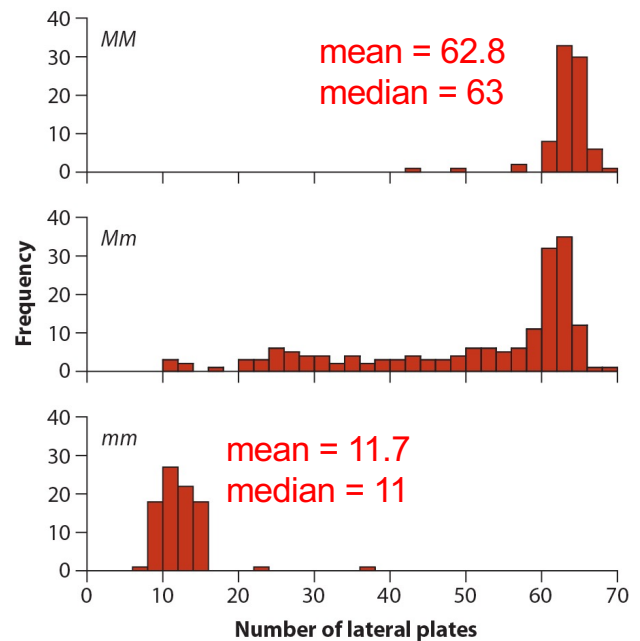 40
30
20
10
0
MM
mean = 62.8
median = 63
40
30
20
10
0
Mm
Frequency
40
30
20
10
0
mm
mean = 11.7
median = 11
0 10 20 30 40 50 60 70
Number of lateral plates